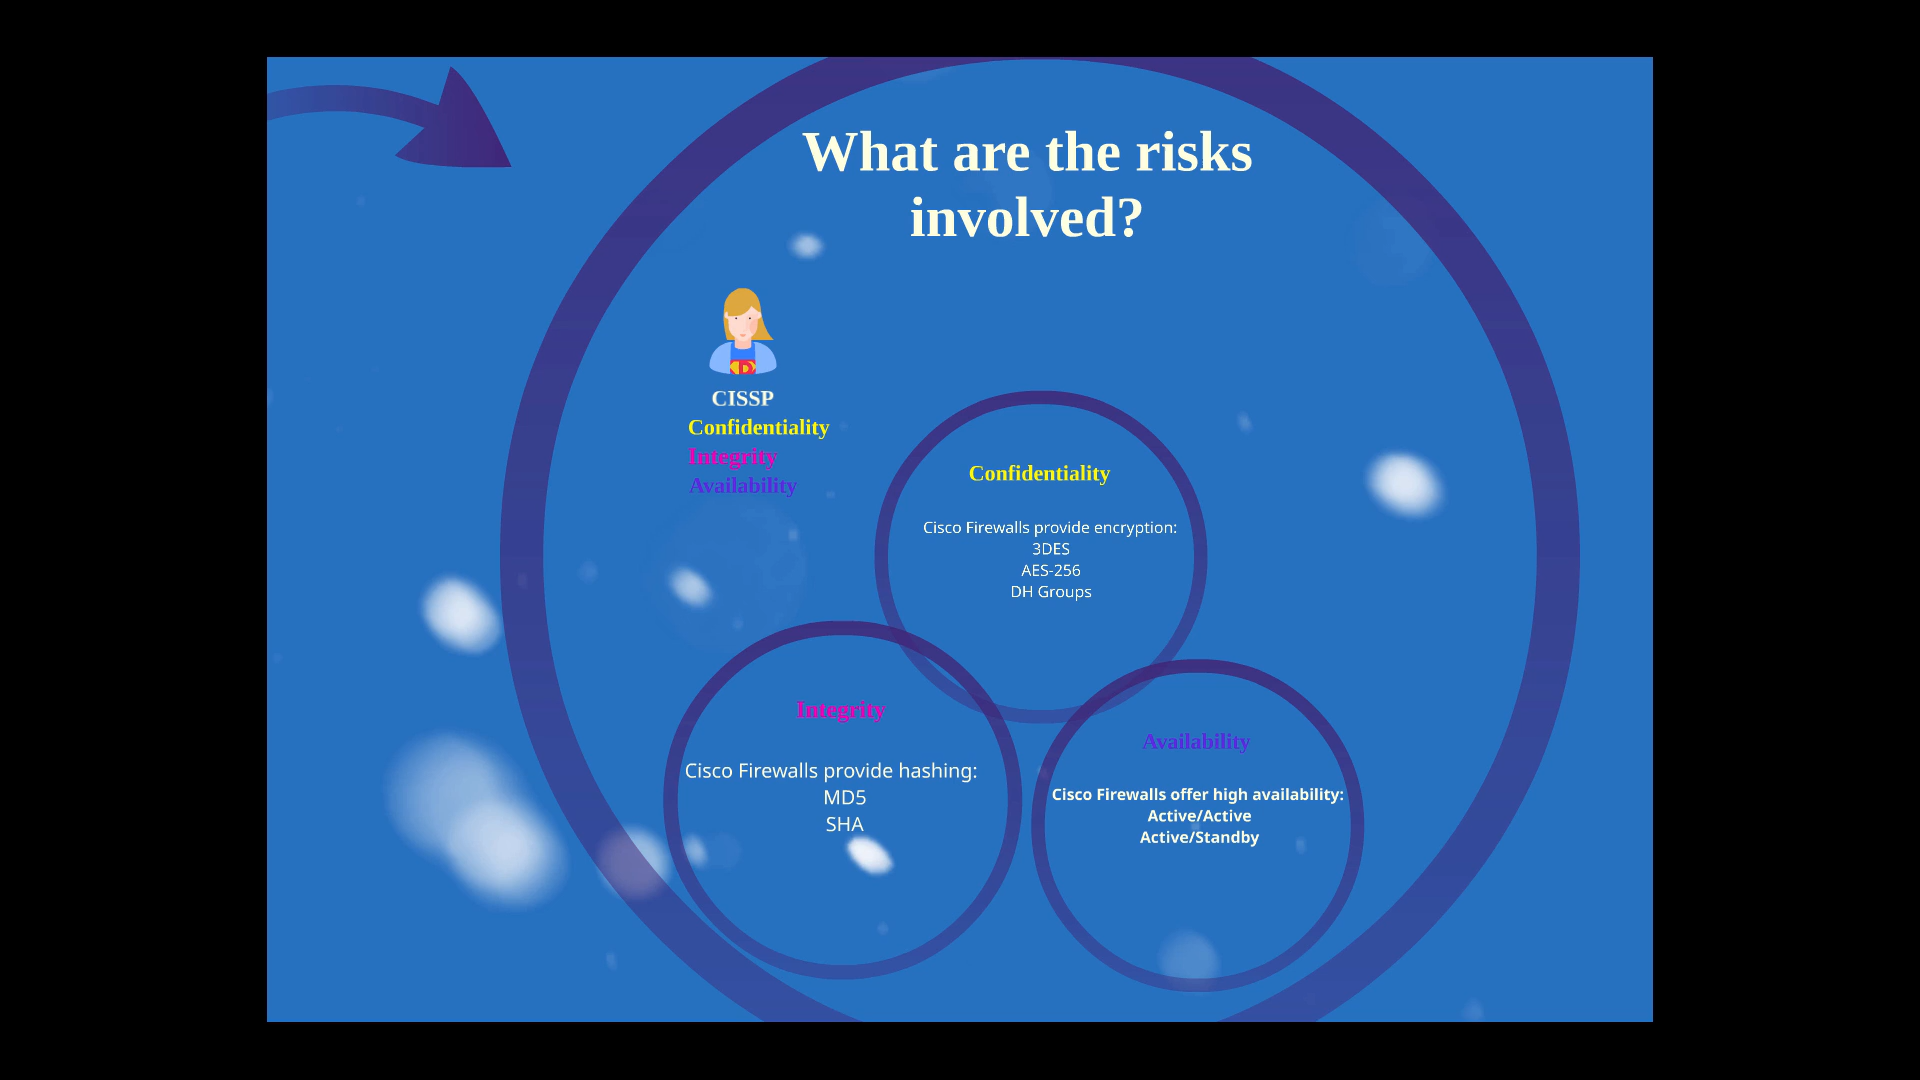 What are the risks
involved?
CISSP
Confidentiality
Integrity
Availability
Confidentiality
Cisco Firewalls provide encryption:
3DES
AES-256
DH Groups
Integrity
Cisco Firewalls provide hashing:
MD5
SHA
Availability
Cisco Firewalls offer high availability:
Active/Active
Active/Standby